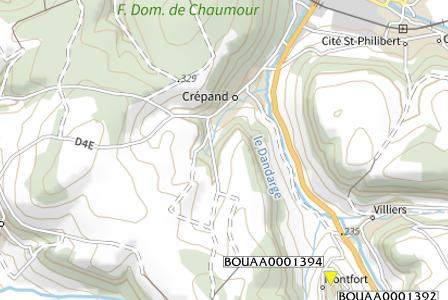 F. Dom. de Chaumour
Cité St-Philibert
.329
Crépand
D4E
le Dandarge
Villiers
.235
BOUAA0001394
Montfort
BOUAA0001392